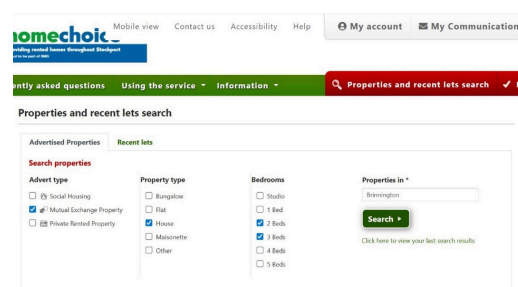 Mobile view Contact us Accessibility Help My account My Communication
homechoic
oviding rented homes throughout Stockport
ently asked questions Using the service Information Properties and recent lets search
Properties and recent lets search
Advertised Properties Recent lets
Search properties
Advert type Property type Bedrooms Properties in *
Social Housing Bungalow Studio Brinnington
Mutual Exchange Property Flat 1 Bed
Private Rented Property House 2 Beds Search
Maisonette 3 Beds Click here to view your last search results
Other 4 Beds
5 Beds